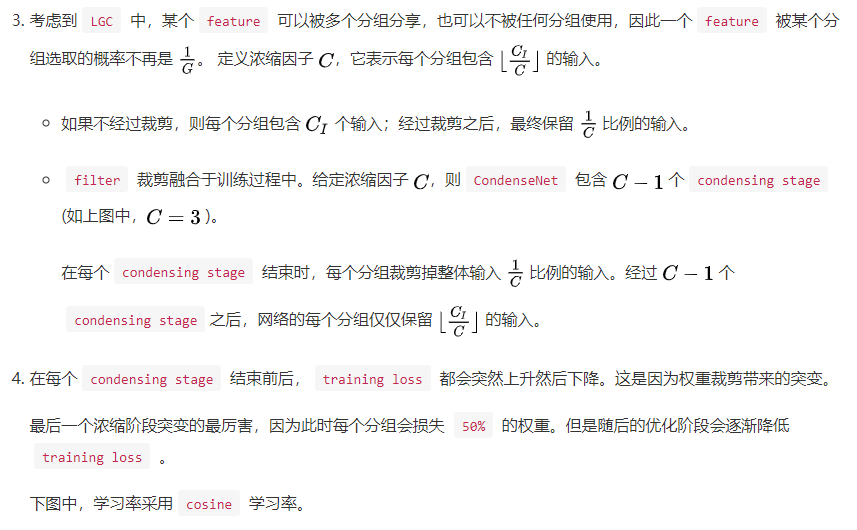 3. 考虑到 LGC 中，某个 feature 可以被多个分组分享，也可以不被任何分组使用，因此一个 feature 被某个分
组选取的概率不再是 1/G。 定义浓缩因子 C，它表示每个分组包含 ⌊C_I/C⌋ 的输入。
如果不经过裁剪，则每个分组包含 C_I 个输入；经过裁剪之后，最终保留 1/C 比例的输入。
filter 裁剪融合于训练过程中。给定浓缩因子 C，则 CondenseNet 包含 C − 1 个 condensing stage
(如上图中，C = 3 )。
在每个 condensing stage 结束时，每个分组裁剪掉整体输入 1/C 比例的输入。经过 C − 1 个
condensing stage 之后，网络的每个分组仅仅保留 ⌊C_I/C⌋ 的输入。
4. 在每个 condensing stage 结束前后， training loss 都会突然上升然后下降。这是因为权重裁剪带来的突变。
最后一个浓缩阶段突变的最厉害，因为此时每个分组会损失 50% 的权重。但是随后的优化阶段会逐渐降低
training loss 。
下图中，学习率采用 cosine 学习率。